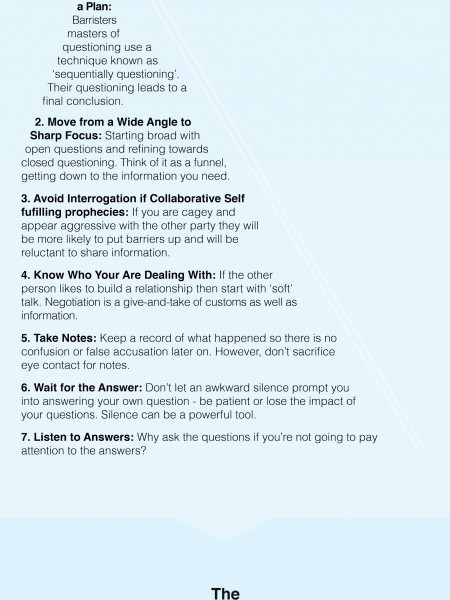 a Plan:
Barristers
masters of
questioning use a
technique known as
‘sequentially questioning’.
Their questioning leads to a
final conclusion.
2. Move from a Wide Angle to
Sharp Focus: Starting broad with
open questions and refining towards
closed questioning. Think of it as a funnel,
getting down to the information you need.
3. Avoid Interrogation if Collaborative Self
fufilling prophecies: If you are cagey and
appear aggressive with the other party they will
be more likely to put barriers up and will be
reluctant to share information.
4. Know Who Your Are Dealing With: If the other
person likes to build a relationship then start with ‘soft’
talk. Negotiation is a give-and-take of customs as well as
information.
5. Take Notes: Keep a record of what happened so there is no
confusion or false accusation later on. However, don’t sacrifice
eye contact for notes.
6. Wait for the Answer: Don’t let an awkward silence prompt you
into answering your own question - be patient or lose the impact of
your questions. Silence can be a powerful tool.
7. Listen to Answers: Why ask the questions if you’re not going to pay
attention to the answers?
The